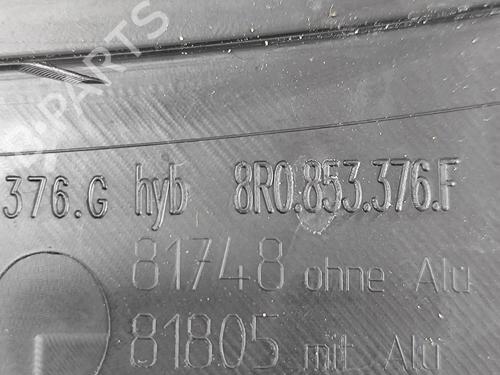 376.G hyb 8R0.853.376.F
81748 ohne Alu
81805 mit Alu